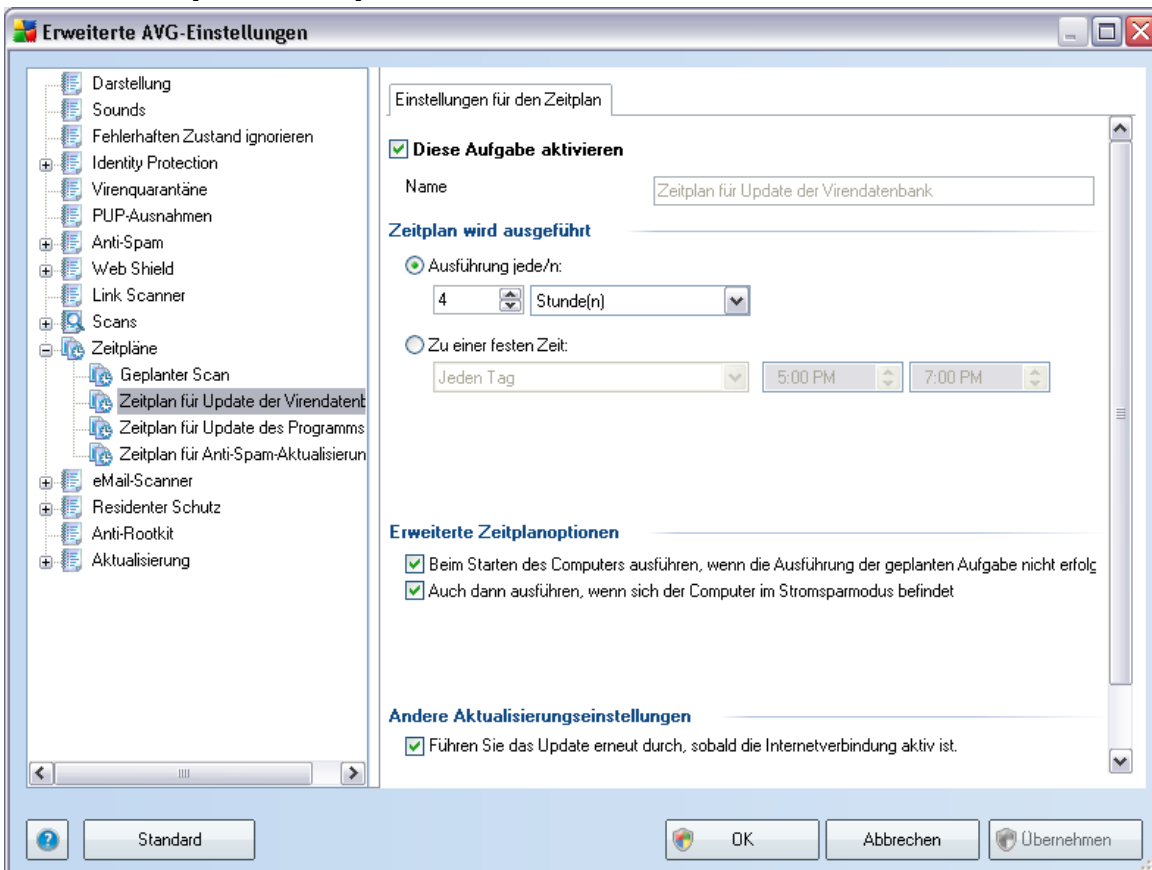 Erweiterte AVG-Einstellungen
Darstellung
Sounds
Fehlerhaften Zustand ignorieren
Identity Protection
Virenquarantäne
PUP-Ausnahmen
Anti-Spam
Web Shield
Link Scanner
Scans
Zeitpläne
Geplanter Scan
Zeitplan für Update der Virendatenb
Zeitplan für Update des Programms
Zeitplan für Anti-Spam-Aktualisierun
eMail-Scanner
Residenter Schutz
Anti-Rootkit
Aktualisierung
Einstellungen für den Zeitplan
Diese Aufgabe aktivieren
Name
Zeitplan für Update der Virendatenbank
Zeitplan wird ausgeführt
Ausführung jede/n:
4 Stunde(n)
Zu einer festen Zeit:
Jeden Tag 5:00 PM 7:00 PM
Erweiterte Zeitplanoptionen
Beim Starten des Computers ausführen, wenn die Ausführung der geplanten Aufgabe nicht erfolg
Auch dann ausführen, wenn sich der Computer im Stromsparmodus befindet
Andere Aktualisierungseinstellungen
Führen Sie das Update erneut durch, sobald die Internetverbindung aktiv ist.
? Standard OK Abbrechen Übernehmen